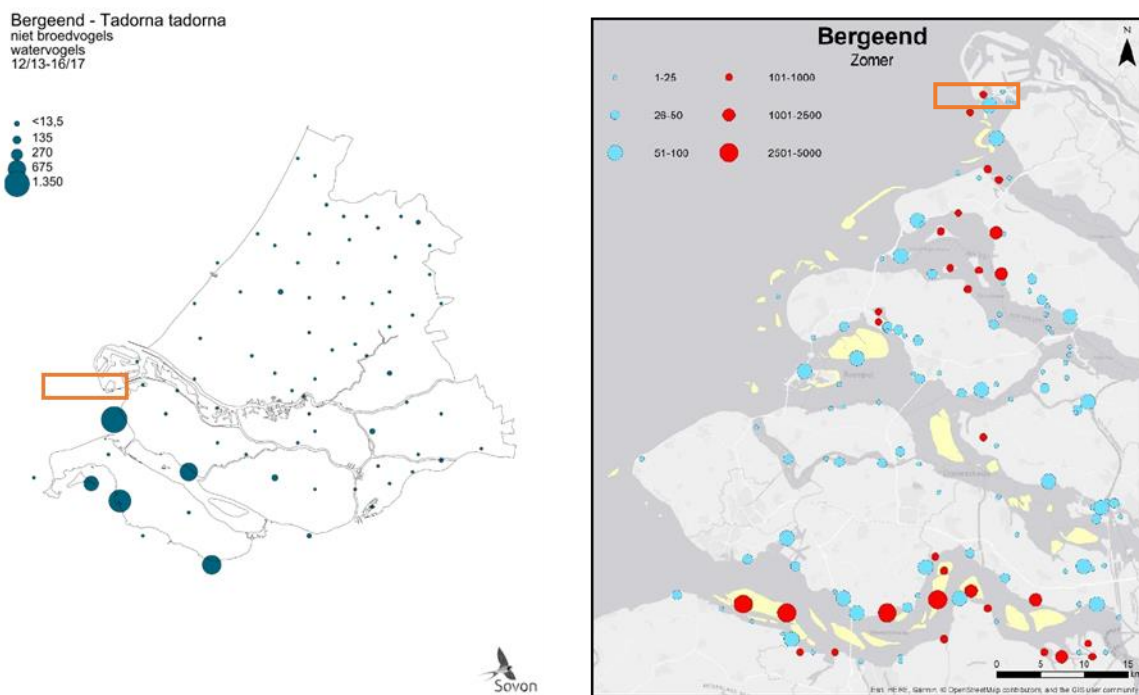 Bergeend - Tadorna tadorna
niet broedvogels
watervogels
12/13-16/17
<13,5
135
270
675
1.350
Sovon
Bergeend
Zomer
N
1-25
101-1000
26-50
1001-2500
51-100
2501-5000
0
5
10
15